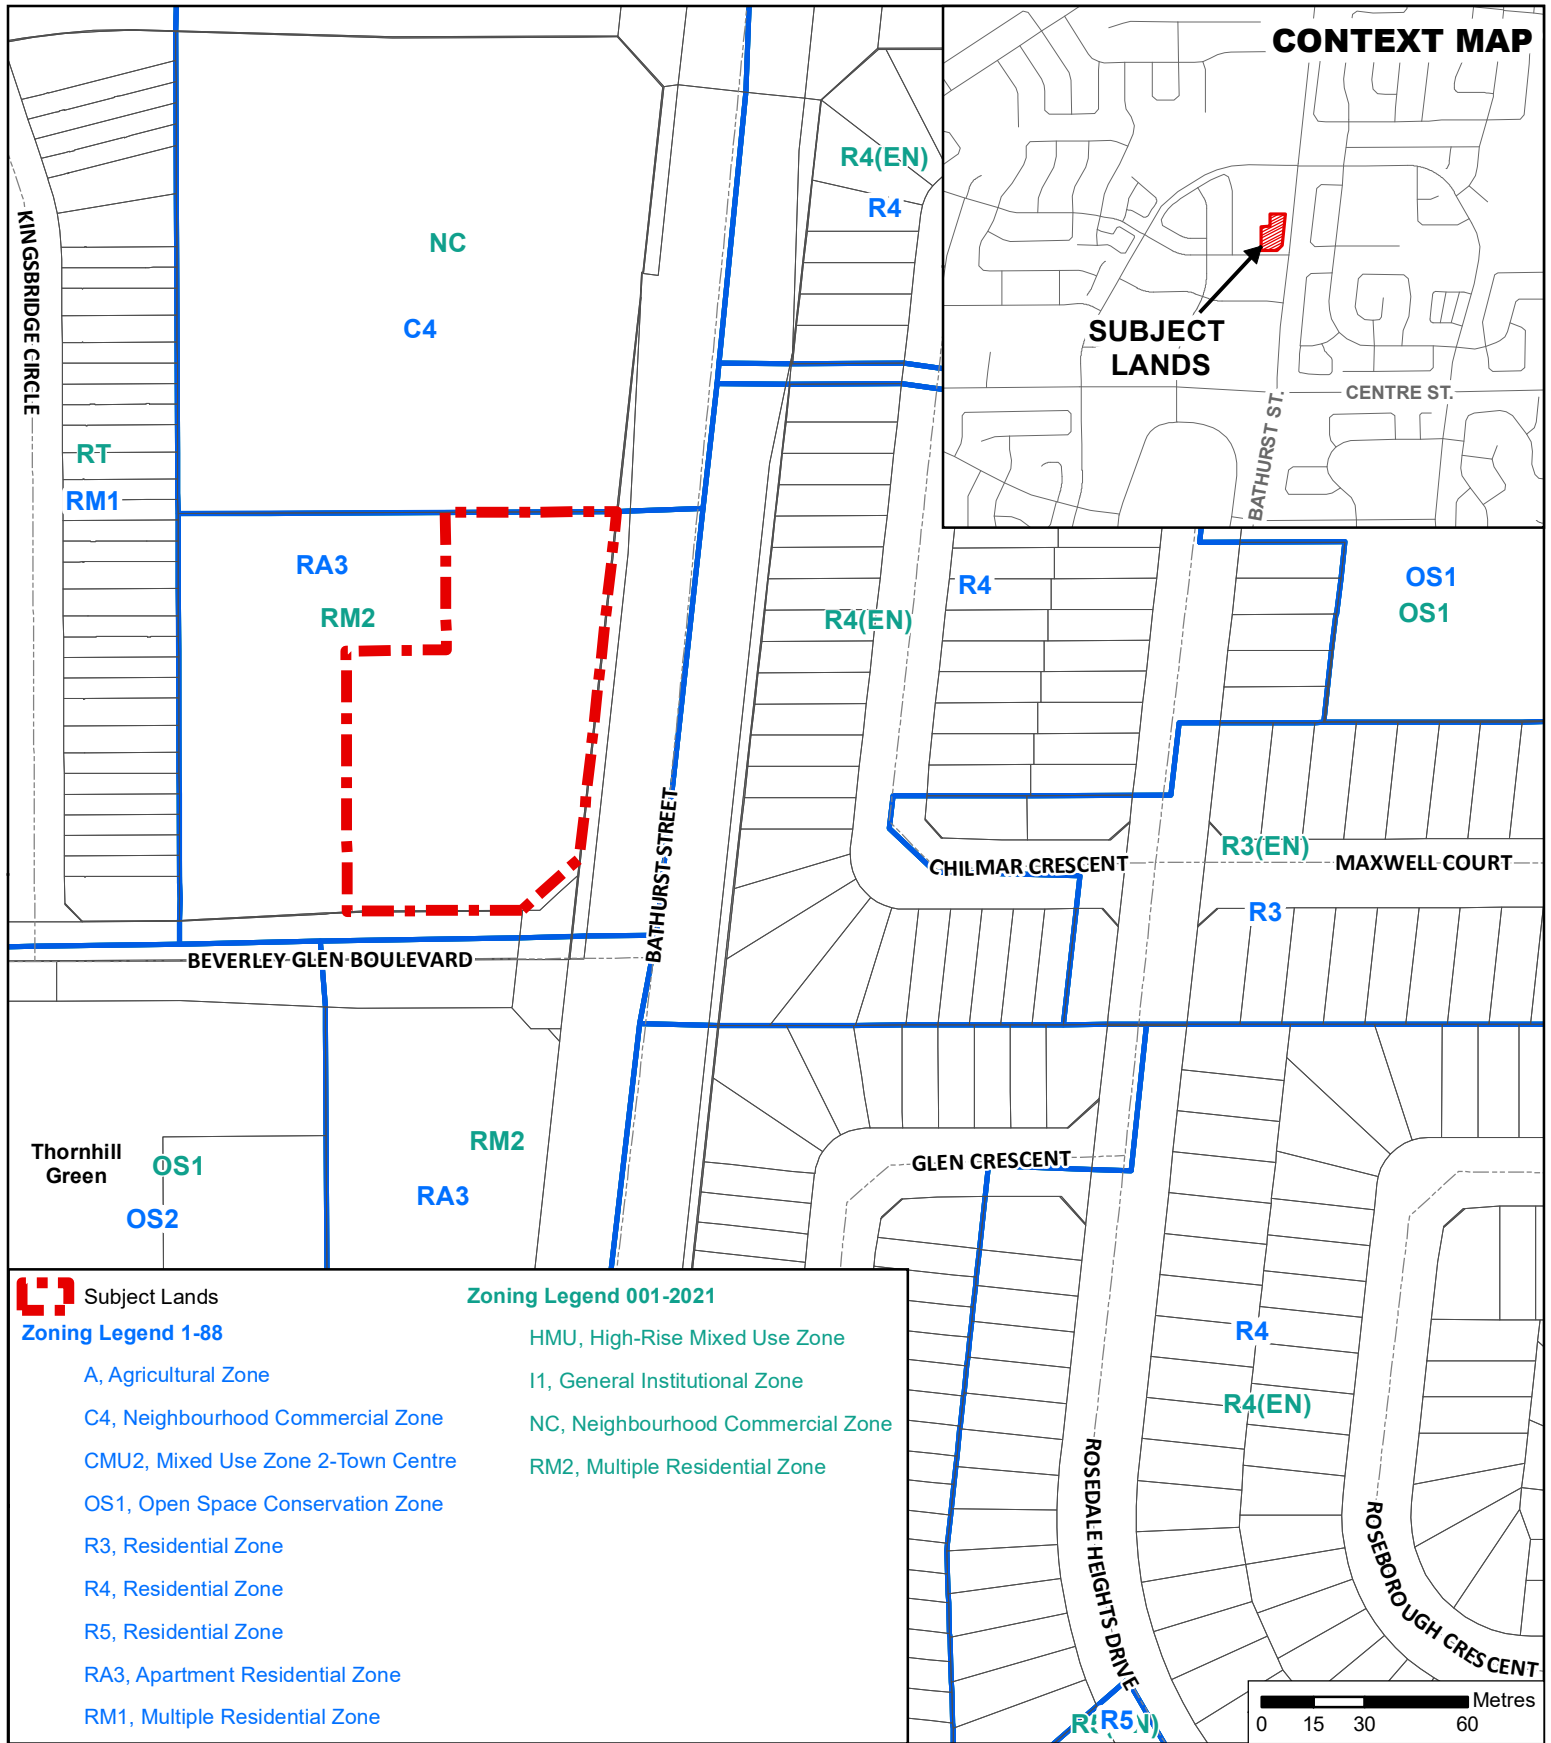 CONTEXT MAP
R4(EN)
R4
KINGSBRIDGE CIRCLE
NC
C4
SUBJECT
LANDS
CENTRE ST.
BATHURST ST.
RT
RM1
RA3
RM2
R4(EN)
R4
OS1
OS1
BATHURST STREET
CHILMAR CRESCENT
R3(EN)
MAXWELL COURT
R3
BEVERLEY GLEN BOULEVARD
Thornhill
Green
OS1
OS2
RM2
RA3
GLEN CRESCENT
R4
R4(EN)
ROSEDALE HEIGHTS DRIVE
ROSEBOROUGH CRESCENT
R5
Subject Lands
Zoning Legend 1-88
A, Agricultural Zone
C4, Neighbourhood Commercial Zone
CMU2, Mixed Use Zone 2-Town Centre
OS1, Open Space Conservation Zone
R3, Residential Zone
R4, Residential Zone
R5, Residential Zone
RA3, Apartment Residential Zone
RM1, Multiple Residential Zone
Zoning Legend 001-2021
HMU, High-Rise Mixed Use Zone
I1, General Institutional Zone
NC, Neighbourhood Commercial Zone
RM2, Multiple Residential Zone
Metres
0 15 30 60